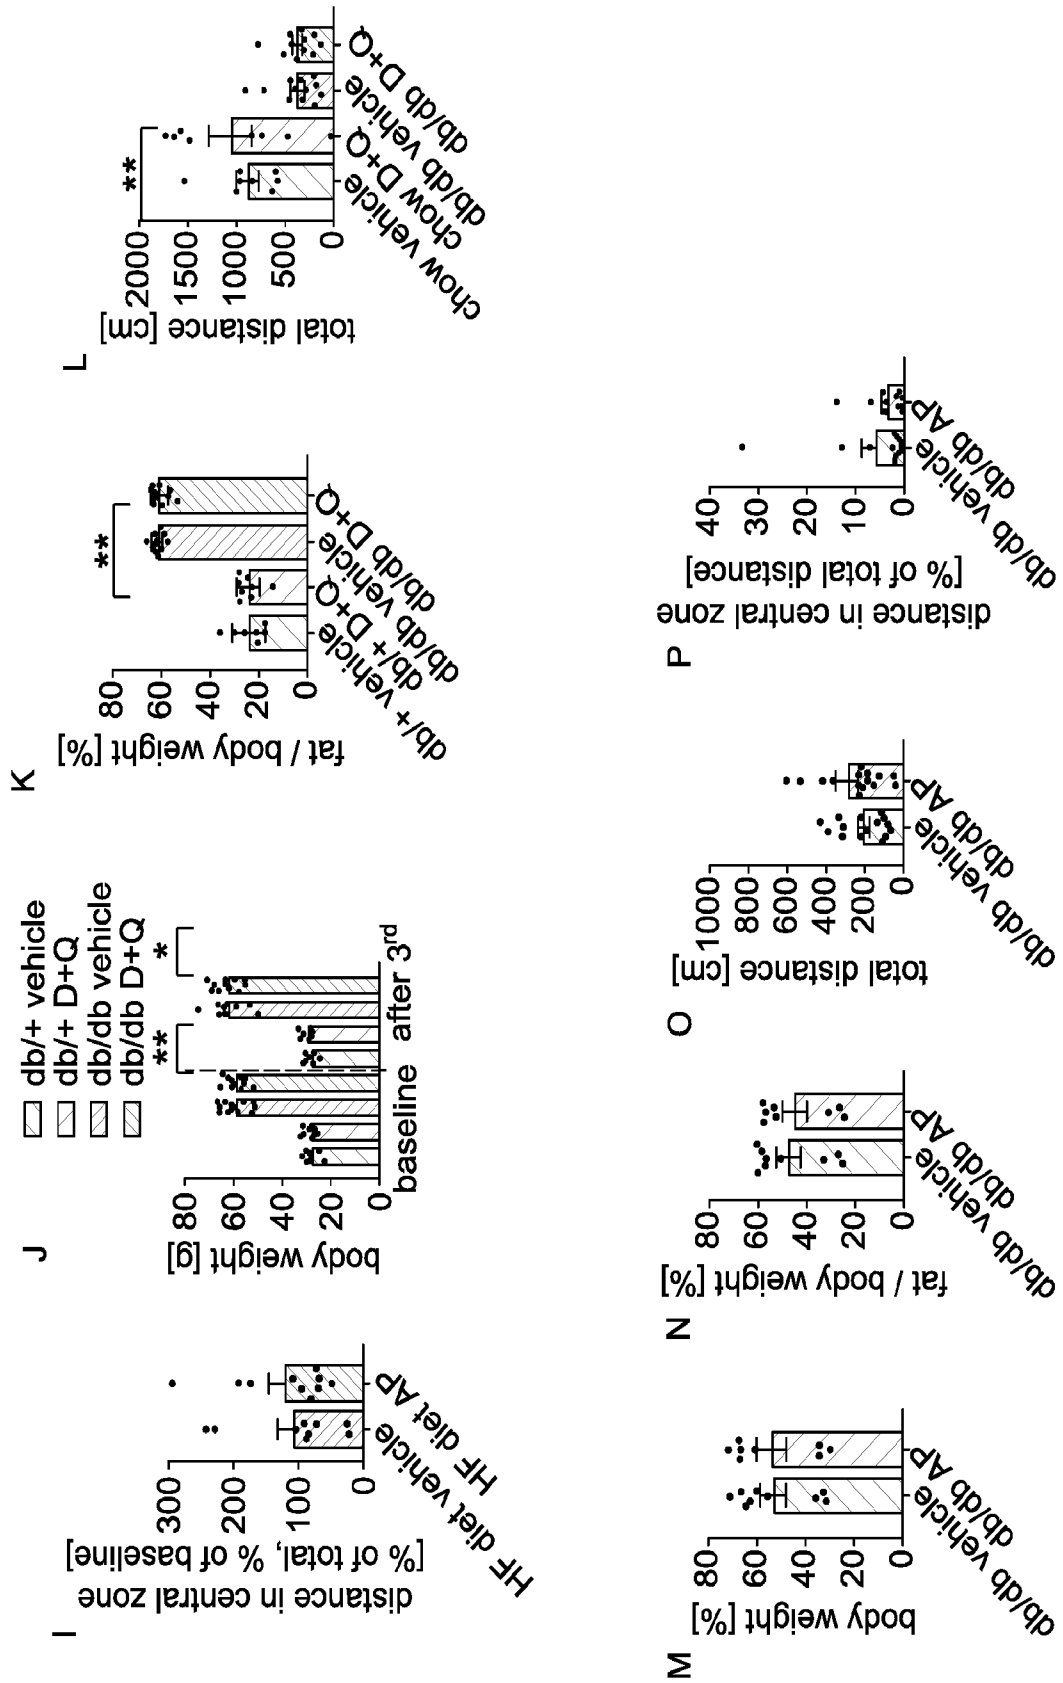 I
distance in central zone
[% of total, % of baseline]
300
200
100
0
HF diet vehicle
HF diet AP
J
db/+ vehicle
db/+ D+Q
db/db vehicle
db/db D+Q
body weight [g]
80
60
40
20
0
**
*
baseline
after 3rd
K
fat / body weight [%]
80
60
40
20
0
**
db/+ vehicle
db/+ D+Q
db/db vehicle
db/db D+Q
L
total distance [cm]
2000
1500
1000
500
0
**
chow vehicle
chow D+Q
db/db vehicle
db/db D+Q
M
body weight [%]
80
60
40
20
0
db/db vehicle
db/db AP
N
fat / body weight [%]
80
60
40
20
0
db/db vehicle
db/db AP
O
total distance [cm]
1000
800
600
400
200
0
db/db vehicle
db/db AP
P
distance in central zone
[% of total distance]
40
30
20
10
0
db/db vehicle
db/db AP